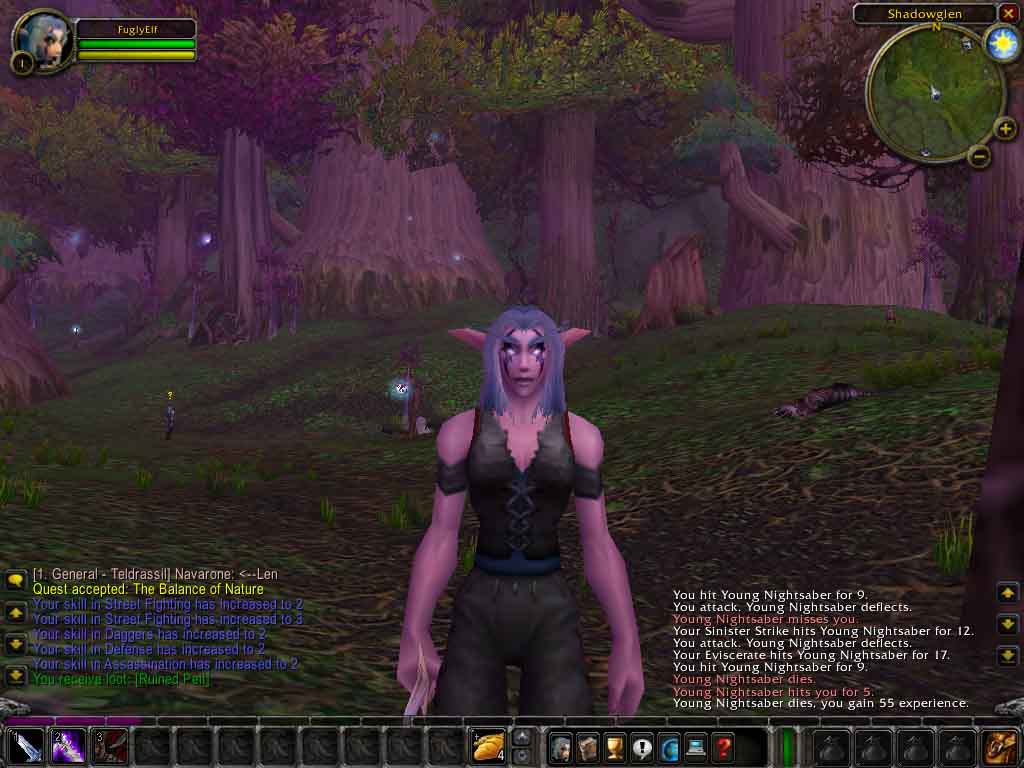 FuglyElf
1
Shadowglen
N
?
[1. General - Teldrassil] Navarone: <--Len
Quest accepted: The Balance of Nature
Your skill in Street Fighting has increased to 2
Your skill in Street Fighting has increased to 3
Your skill in Daggers has increased to 2
Your skill in Defense has increased to 2
Your skill in Assassination has increased to 2
You receive loot: [Ruined Pelt]
You hit Young Nightsaber for 9.
You attack. Young Nightsaber deflects.
Young Nightsaber misses you.
Your Sinister Strike hits Young Nightsaber for 12.
You attack. Young Nightsaber deflects.
Your Eviscerate hits Young Nightsaber for 17.
You hit Young Nightsaber for 9.
Young Nightsaber dies.
Young Nightsaber hits you for 5.
Young Nightsaber dies, you gain 55 experience.
1 2 3 4 ! ?